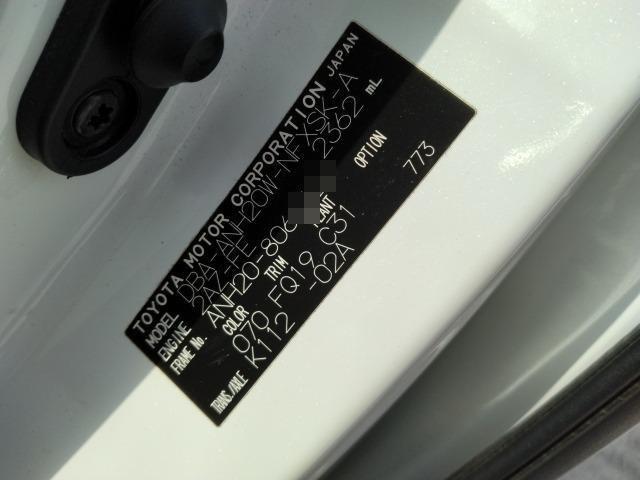 TOYOTA MOTOR CORPORATION JAPAN
MODEL DBA-ANH20W-NFXSK-A
ENGINE 2AZ-FE 2362 mL
FRAME No. ANH20-806
COLOR TRIM PLANT OPTION
070 FQ19 C31 773
TRANS./AXLE K112 -02A